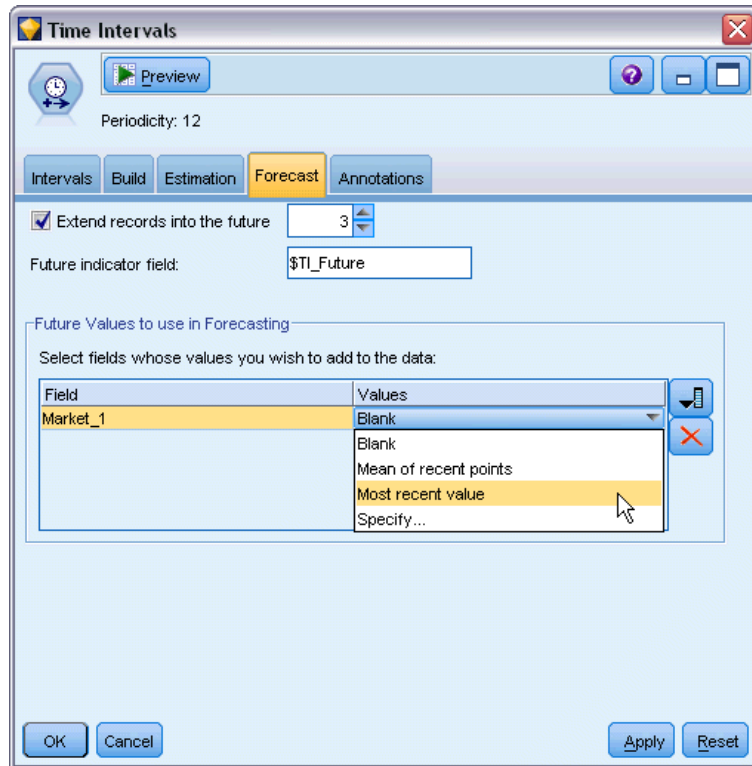 Time Intervals
Preview
Periodicity: 12
Intervals Build Estimation Forecast Annotations
Extend records into the future 3
Future indicator field: $TI_Future
Future Values to use in Forecasting
Select fields whose values you wish to add to the data:
Field Values
Market_1 Blank
Blank
Mean of recent points
Most recent value
Specify...
OK Cancel Apply Reset